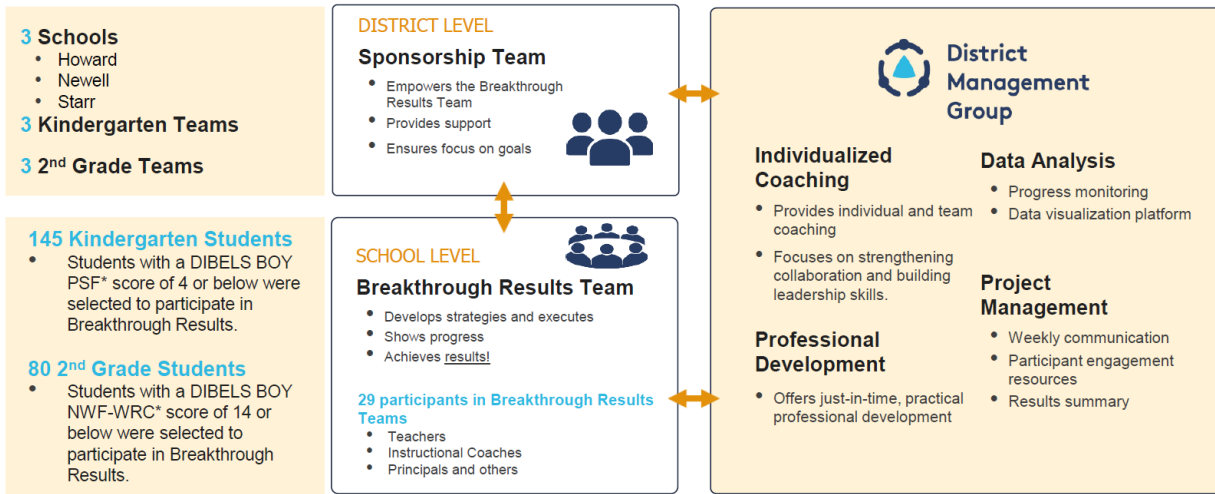 3 Schools
• Howard
• Newell
• Starr
3 Kindergarten Teams
3 2nd Grade Teams
145 Kindergarten Students
• Students with a DIBELS BOY
PSF* score of 4 or below were
selected to participate in
Breakthrough Results.
80 2nd Grade Students
• Students with a DIBELS BOY
NWF-WRC* score of 14 or
below were selected to
participate in Breakthrough
Results.
DISTRICT LEVEL
Sponsorship Team
• Empowers the Breakthrough
Results Team
• Provides support
• Ensures focus on goals
SCHOOL LEVEL
Breakthrough Results Team
• Develops strategies and executes
• Shows progress
• Achieves results!
29 participants in Breakthrough Results
Teams
• Teachers
• Instructional Coaches
• Principals and others
District
Management
Group
Individualized
Coaching
• Provides individual and team
coaching
• Focuses on strengthening
collaboration and building
leadership skills.
Professional
Development
• Offers just-in-time, practical
professional development
Data Analysis
• Progress monitoring
• Data visualization platform
Project
Management
• Weekly communication
• Participant engagement
resources
• Results summary